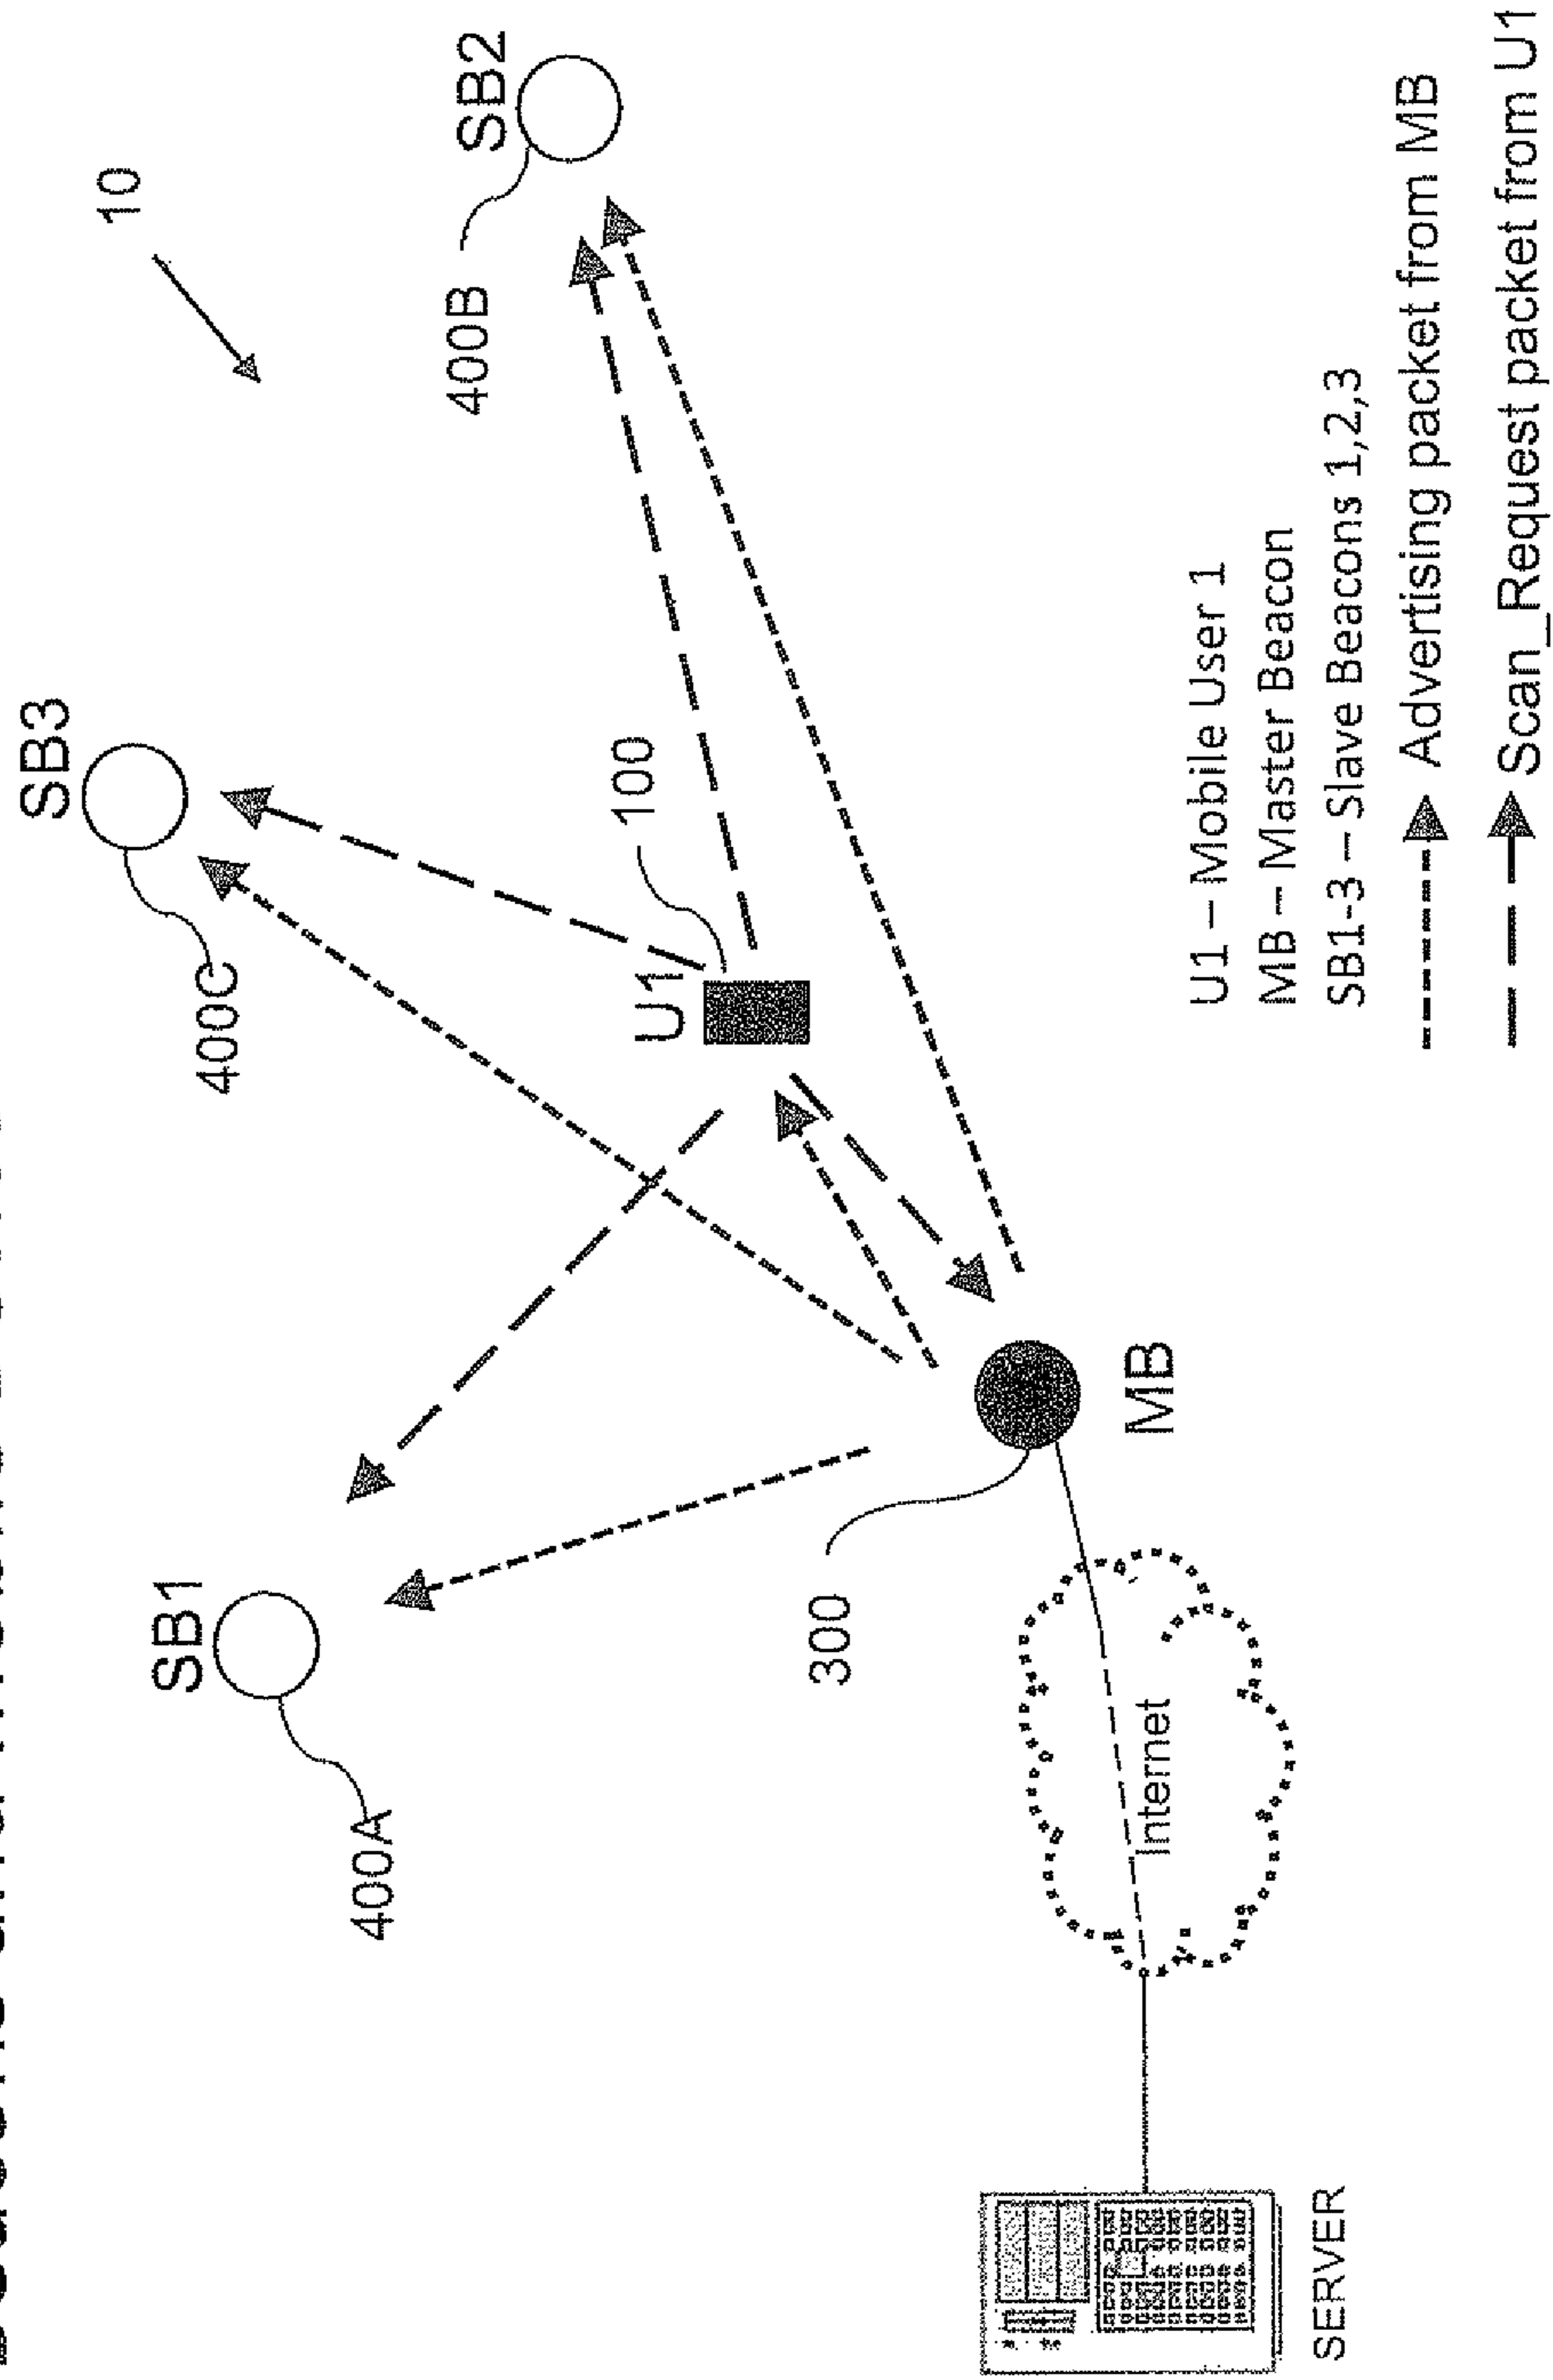 SB3
10
SB1
SB2
400C
400A
400B
100
U1
300
MB
Internet
SERVER
U1 – Mobile User 1
MB – Master Beacon
SB1-3 – Slave Beacons 1,2,3
Advertising packet from MB
Scan_Request packet from U1